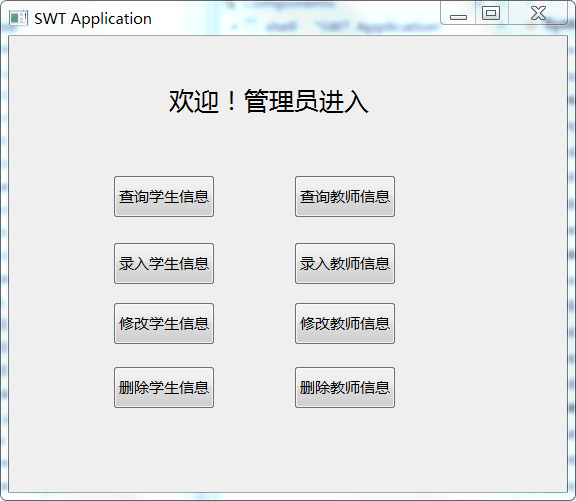 SWT Application
欢迎！管理员进入
查询学生信息 查询教师信息
录入学生信息 录入教师信息
修改学生信息 修改教师信息
删除学生信息 删除教师信息